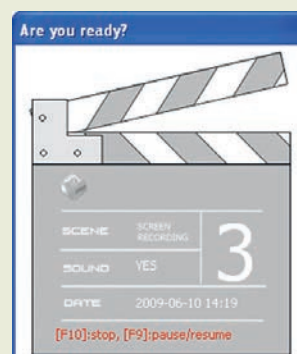 Are you ready?
SCENE SCREEN RECORDING
3
SOUND YES
DATE 2009-06-10 14:19
[F10]:stop, [F9]:pause/resume